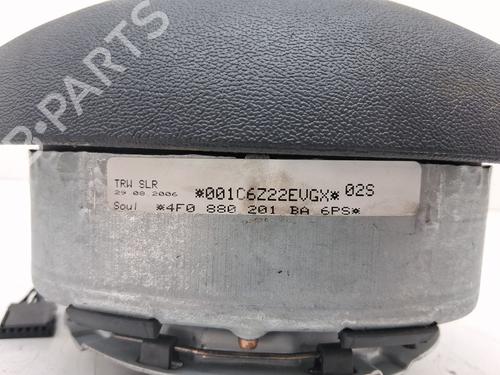 B-PARTS
TRW SLR
29.08.2006 *001C6Z22EVGX* 02S
Soul *4F0 880 201 BA 6PS*